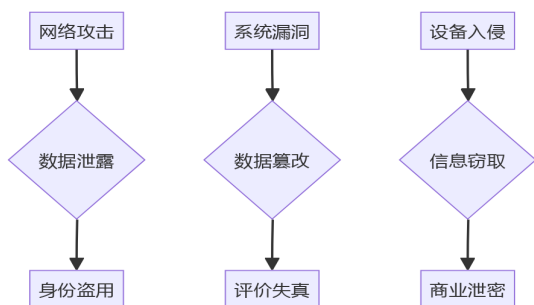 网络攻击
系统漏洞
设备入侵
数据泄露
数据篡改
信息窃取
身份盗用
评价失真
商业泄密